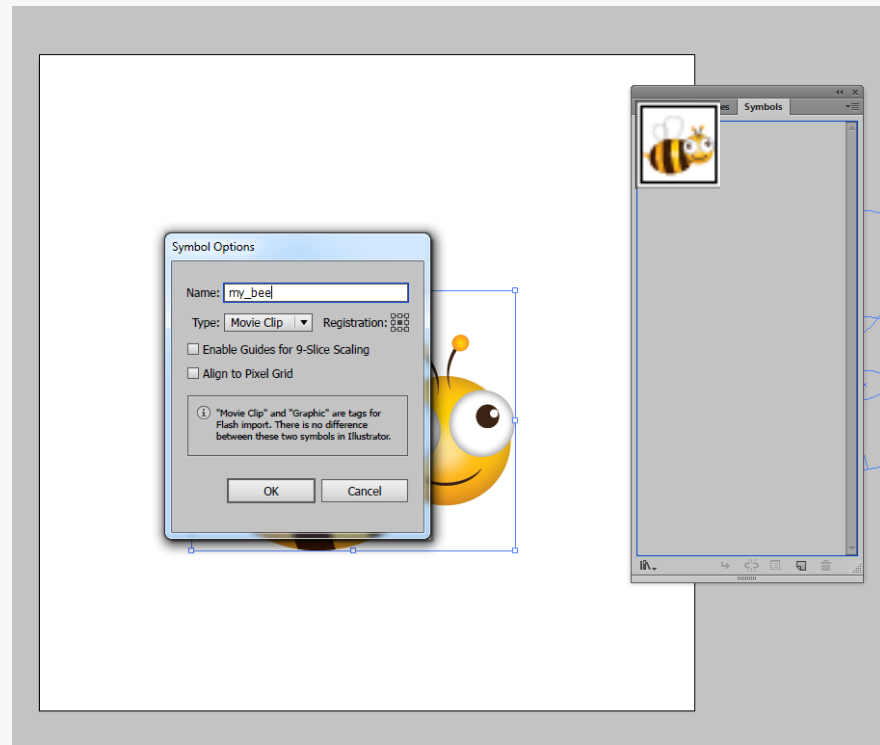 es
Symbols
Symbol Options
Name: my_bee
Type: Movie Clip
Registration:
Enable Guides for 9-Slice Scaling
Align to Pixel Grid
"Movie Clip" and "Graphic" are tags for
Flash import. There is no difference
between these two symbols in Illustrator.
OK
Cancel